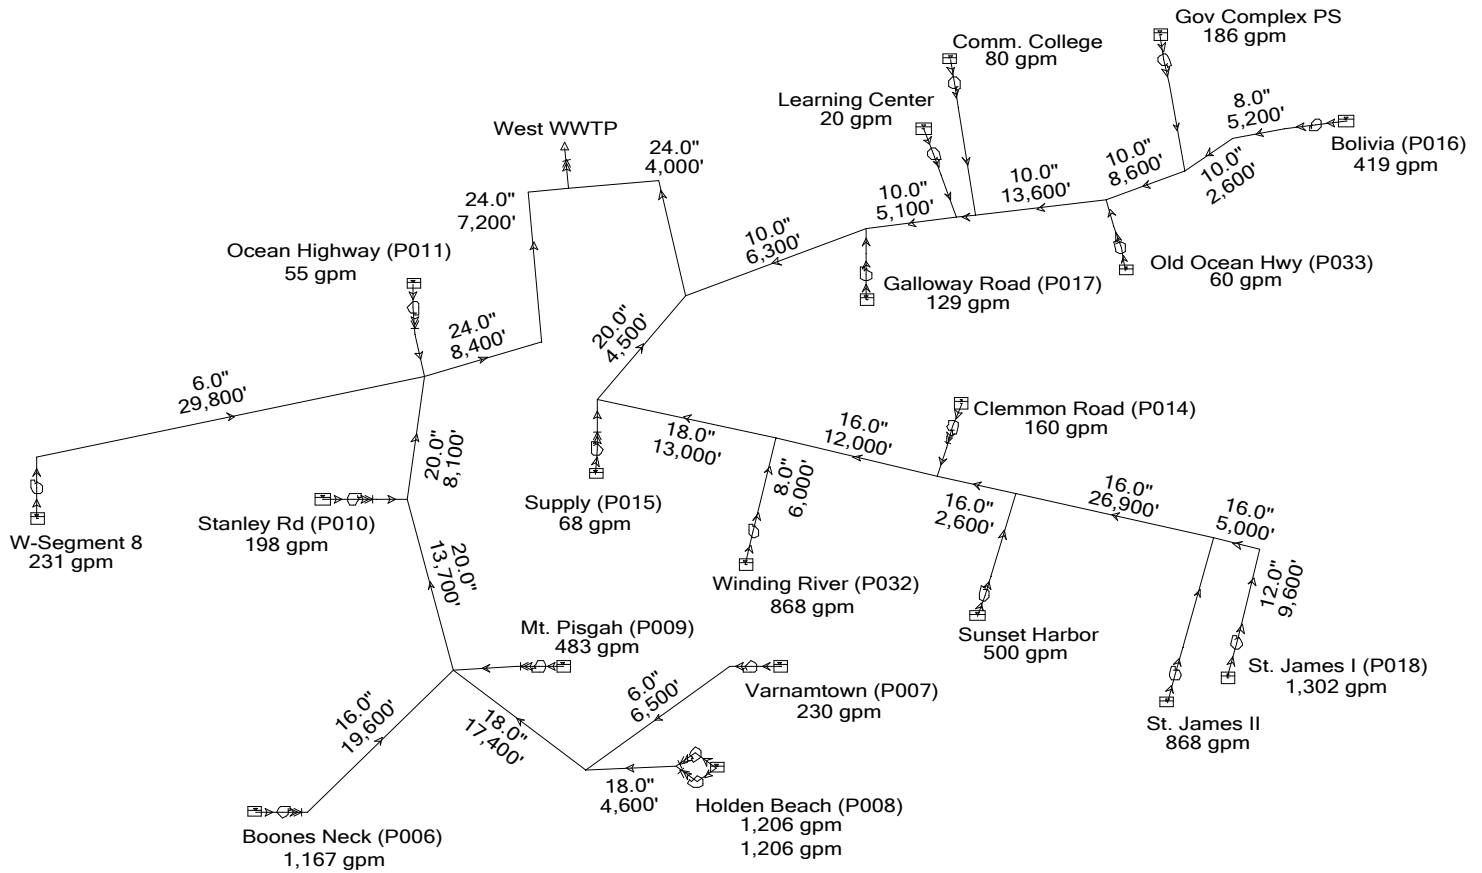 Gov Complex PS
186 gpm
Comm. College
80 gpm
Learning Center
20 gpm
8.0"
5,200'
Bolivia (P016)
419 gpm
West WWTP
24.0"
4,000'
24.0"
7,200'
10.0"
5,100'
10.0"
13,600'
10.0"
8,600'
10.0"
2,600'
10.0"
6,300'
Ocean Highway (P011)
55 gpm
Galloway Road (P017)
129 gpm
Old Ocean Hwy (P033)
60 gpm
24.0"
8,400'
20.0"
4,500'
6.0"
29,800'
Clemmon Road (P014)
160 gpm
18.0"
13,000'
16.0"
12,000'
20.0"
8,100'
8.0"
6,000'
16.0"
2,600'
16.0"
26,900'
16.0"
5,000'
W-Segment 8
231 gpm
Stanley Rd (P010)
198 gpm
Supply (P015)
68 gpm
12.0"
9,600'
20.0"
13,700'
Winding River (P032)
868 gpm
Sunset Harbor
500 gpm
Mt. Pisgah (P009)
483 gpm
St. James I (P018)
1,302 gpm
6.0"
6,500'
Varnamtown (P007)
230 gpm
St. James II
868 gpm
16.0"
19,600'
18.0"
17,400'
18.0"
4,600'
Holden Beach (P008)
1,206 gpm
1,206 gpm
Boones Neck (P006)
1,167 gpm